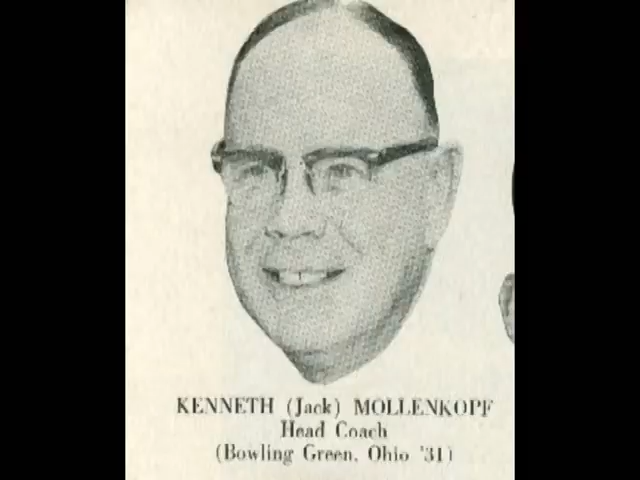 KENNETH (Jack) MOLLENKOPF
Head Coach
(Bowling Green, Ohio '31)